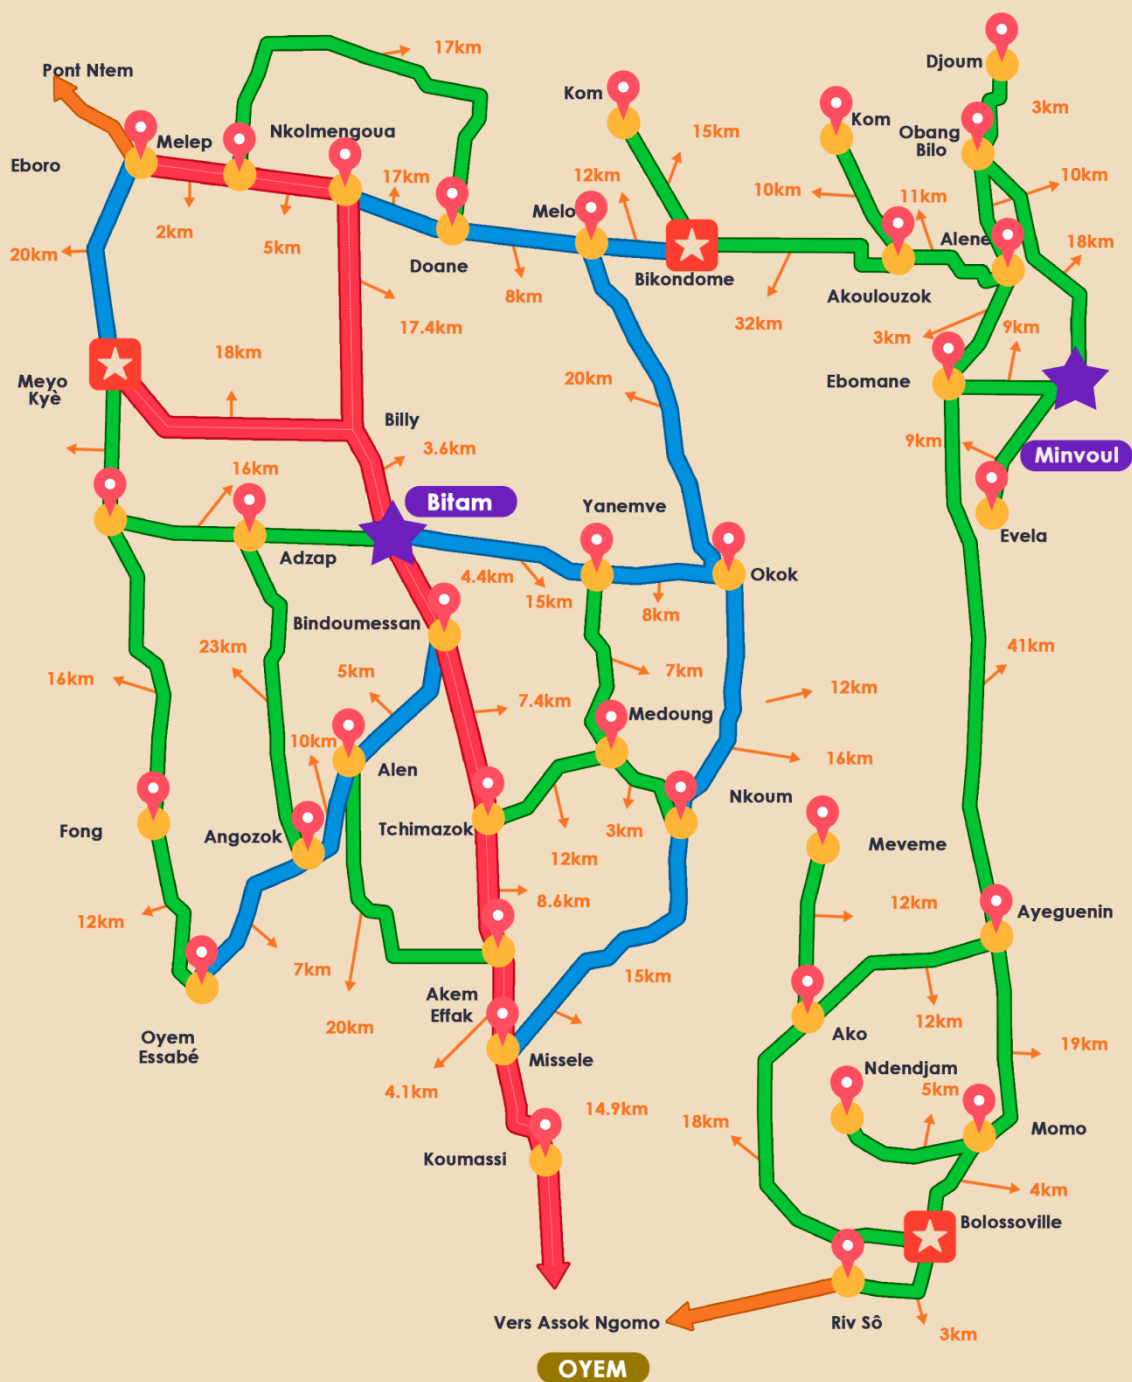 17km
Pont Ntem
Kom
Djoum
3km
Nkolmengoua
15km
Kom
Obang
Bilo
Melep
Eboro
17km
12km
10km
10km
11km
2km
5km
Melo
Alene
20km
Doane
8km
Bikondome
Akoulouzok
18km
32km
17.4km
3km
9km
18km
Meyo
Kyè
20km
Ebomane
Billy
3.6km
9km
Minvoul
16km
Bitam
Yanemve
Evela
Adzap
4.4km
15km
8km
Okok
Bindoumessan
23km
5km
7km
41km
16km
7.4km
12km
Medoung
10km
Alen
16km
Nkoum
Fong
Angozok
Tchimazok
3km
Meveme
12km
8.6km
12km
Ayeguenin
12km
7km
15km
Akem
Effak
20km
12km
Oyem
Essabé
Ako
19km
Missele
Ndendjam
5km
4.1km
14.9km
18km
Momo
Koumassi
4km
Bolossoville
Vers Assok Ngomo
Riv Sô
3km
OYEM